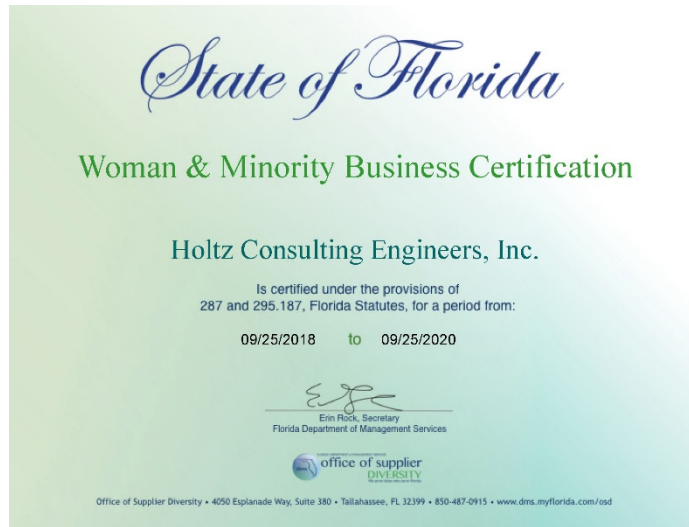 State of Florida
Woman & Minority Business Certification
Holtz Consulting Engineers, Inc.
Is certified under the provisions of
287 and 295.187, Florida Statutes, for a period from:
09/25/2018 to 09/25/2020
Erin Rock, Secretary
Florida Department of Management Services
office of supplier
DIVERSITY
Office of Supplier Diversity • 4050 Esplanade Way, Suite 380 • Tallahassee, FL 32399 • 850-487-0915 • www.dms.myflorida.com/osd